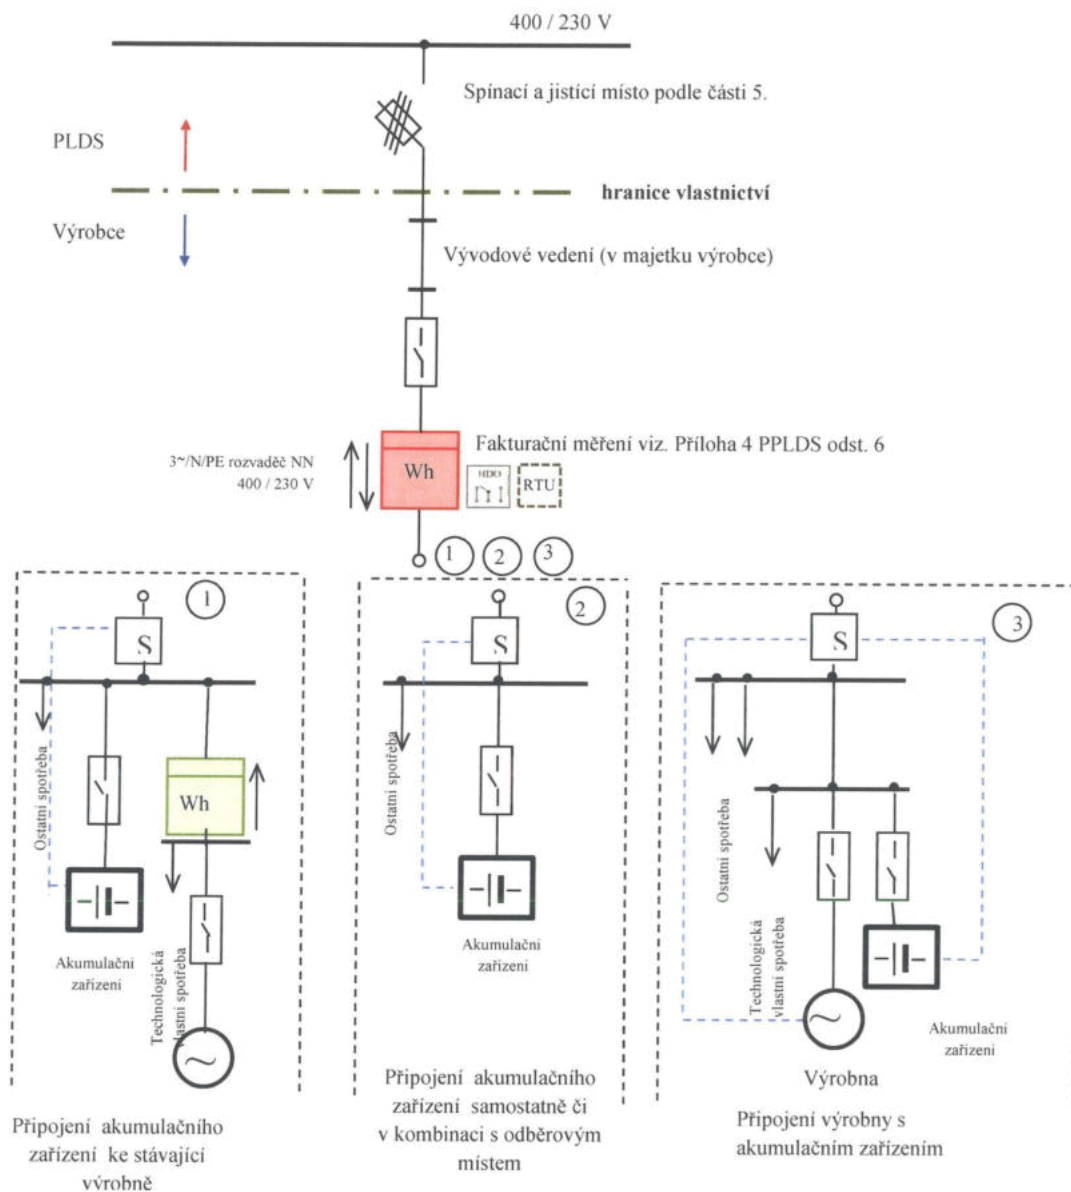 400 / 230 V
Spínací a jistící místo podle části 5.
PLDS
hranice vlastnictví
Výrobce
Vývodové vedení (v majetku výrobce)
Fakturační měření viz. Příloha 4 PPLDS odst. 6
3~/N/PE rozvaděč NN
400 / 230 V
Wh
HDO
RTU
1
2
3
1
S
Ostatní spotřeba
Wh
Akumulační
zařízení
Technologická
vlastní spotřeba
~
Připojení akumulačního
zařízení ke stávající
výrobně
2
S
Ostatní spotřeba
Akumulační
zařízení
Připojení akumulačního
zařízení samostatně či
v kombinaci s odběrovým
místem
3
S
Ostatní spotřeba
Technologická
vlastní spotřeba
~
Akumulační
zařízeni
Výrobna
Připojení výrobny s
akumulačním zařízením